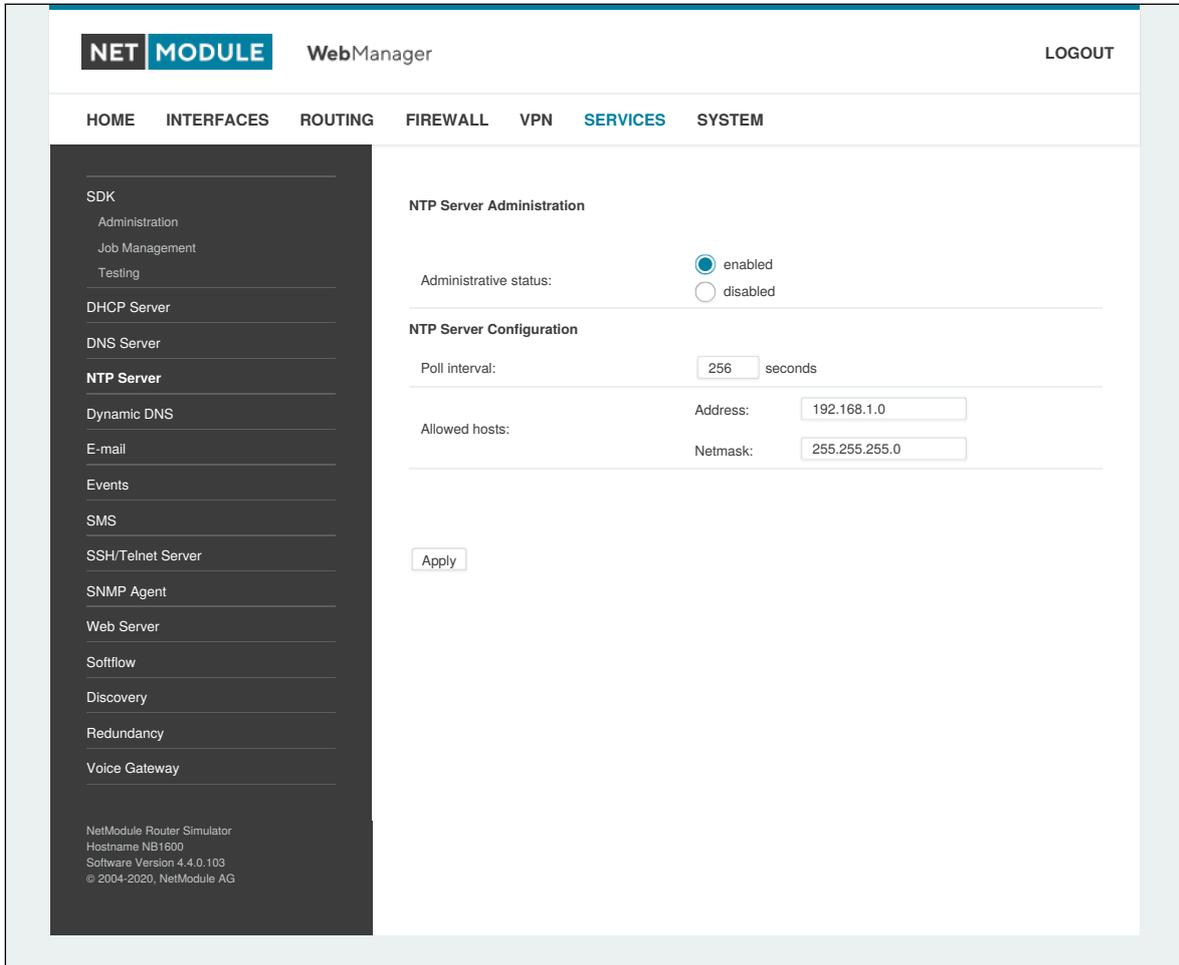 NET MODULE WebManager LOGOUT
HOME INTERFACES ROUTING FIREWALL VPN SERVICES SYSTEM
SDK
Administration
Job Management
Testing
DHCP Server
DNS Server
NTP Server
Dynamic DNS
E-mail
Events
SMS
SSH/Telnet Server
SNMP Agent
Web Server
Softflow
Discovery
Redundancy
Voice Gateway
NetModule Router Simulator
Hostname NB1600
Software Version 4.4.0.103
© 2004-2020, NetModule AG
NTP Server Administration
Administrative status:
enabled
disabled
NTP Server Configuration
Poll interval: 256 seconds
Allowed hosts:
Address: 192.168.1.0
Netmask: 255.255.255.0
Apply